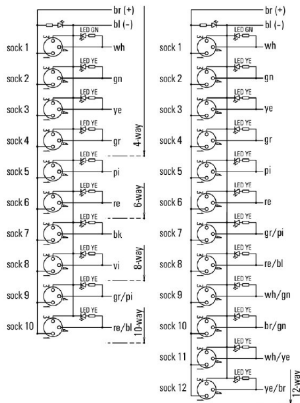 br (+)
bl (−)
LED GN
sock 1
wh
LED YE
sock 2
gn
LED YE
sock 3
ye
LED YE
sock 4
gr
4-way
LED YE
sock 5
pi
LED YE
sock 6
re
6-way
LED YE
sock 7
bk
LED YE
sock 8
vi
8-way
LED YE
sock 9
gr/pi
LED YE
sock 10
re/bl
10-way
br (+)
bl (−)
LED GN
sock 1
wh
LED YE
sock 2
gn
LED YE
sock 3
ye
LED YE
sock 4
gr
LED YE
sock 5
pi
LED YE
sock 6
re
LED YE
sock 7
gr/pi
LED YE
sock 8
re/bl
LED YE
sock 9
wh/gn
LED YE
sock 10
br/gn
LED YE
sock 11
wh/ye
LED YE
sock 12
ye/br
12-way